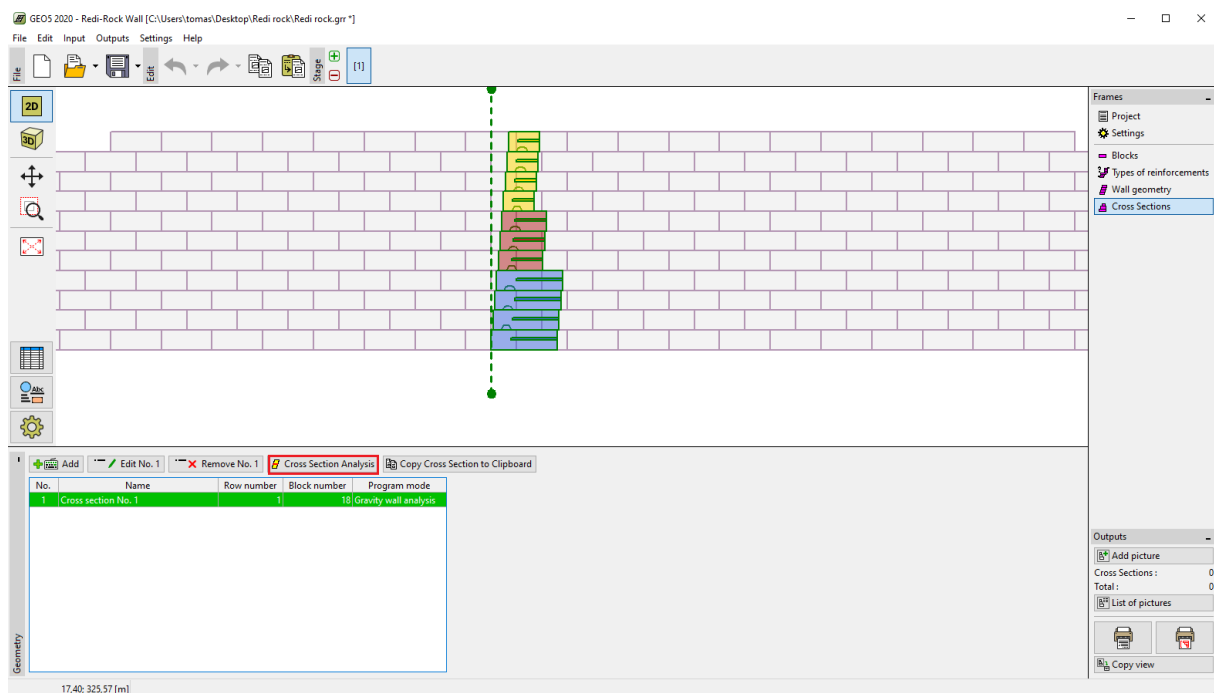 GEO5 2020 - Redi-Rock Wall [C:\Users\tomas\Desktop\Redi rock\Redi rock.grr *]
File Edit Input Outputs Settings Help
File
Edit
Stage
[1]
2D
3D
Abc
Frames
Project
Settings
Blocks
Types of reinforcements
Wall geometry
Cross Sections
Add Edit No. 1 Remove No. 1 Cross Section Analysis Copy Cross Section to Clipboard
No. Name Row number Block number Program mode
1 Cross section No. 1 1 18 Gravity wall analysis
Geometry
Outputs
Add picture
Cross Sections : 0
Total : 0
List of pictures
Copy view
17,40; 325,57 [m]